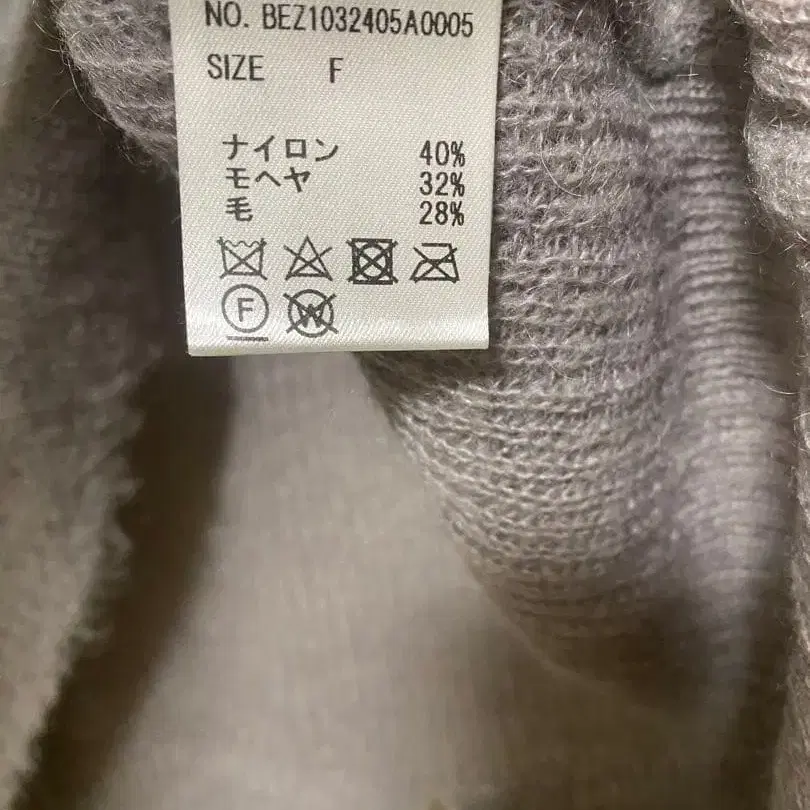 NO. BEZ1032405A0005
SIZE F
ナイロン 40%
モヘヤ 32%
毛 28%
F W